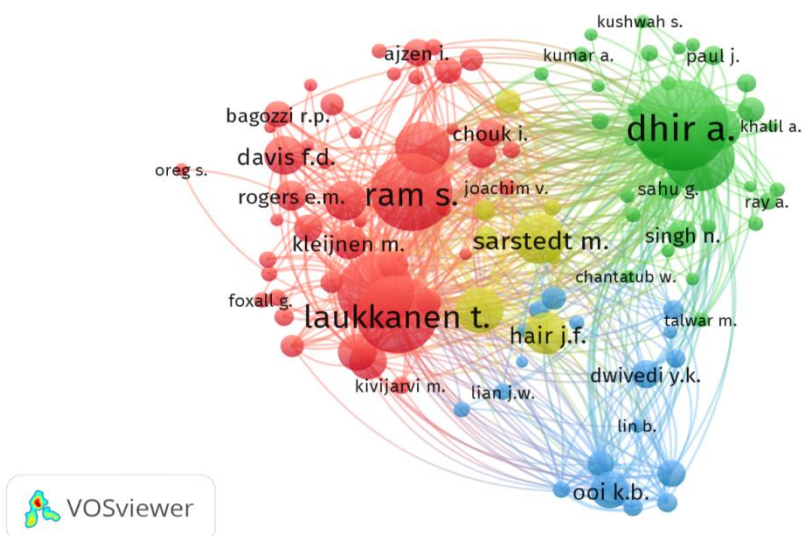 kushwah s.
ajzen i.
kumar a.
paul j.
bagozzi r.p.
chouk i.
dhir a.
khalil a.
davis f.d.
oreg s.
rogers e.m.
ram s.
joachim v.
sahu g.
ray a.
kleijnen m.
sarstedt m.
singh n.
chantatub w.
foxall g.
laukkanen t.
hair j.f.
talwar m.
kivijarvi m.
lian j.w.
dwivedi y.k.
lin b.
ooi k.b.
VOSviewer